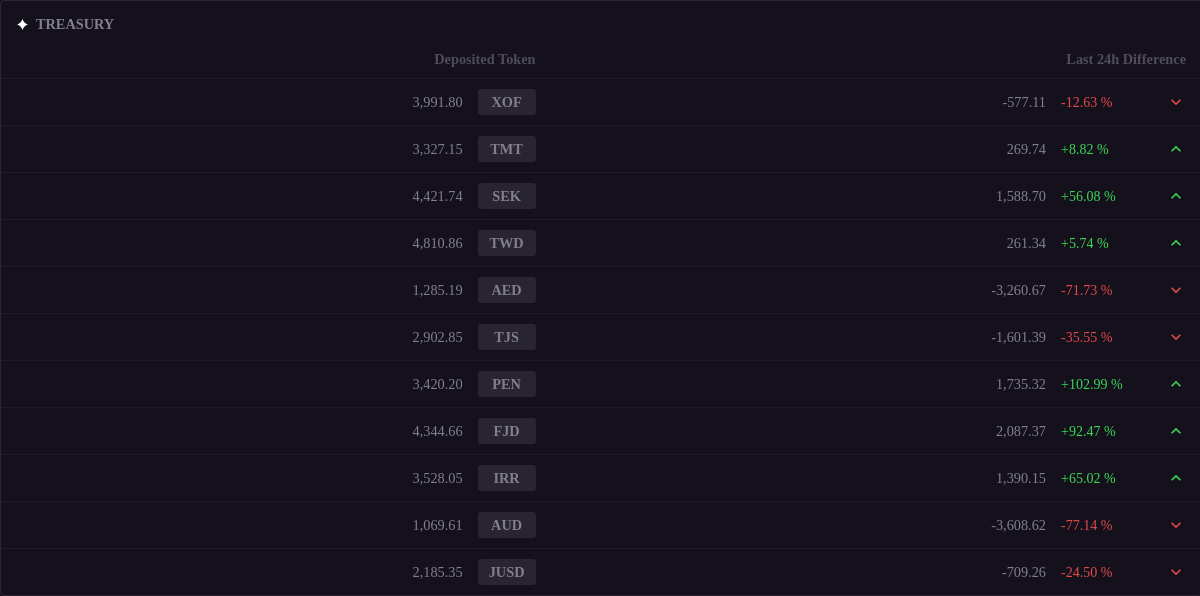 ✦ TREASURY
Deposited Token Last 24h Difference
3,991.80 XOF -577.11 -12.63 %
3,327.15 TMT 269.74 +8.82 %
4,421.74 SEK 1,588.70 +56.08 %
4,810.86 TWD 261.34 +5.74 %
1,285.19 AED -3,260.67 -71.73 %
2,902.85 TJS -1,601.39 -35.55 %
3,420.20 PEN 1,735.32 +102.99 %
4,344.66 FJD 2,087.37 +92.47 %
3,528.05 IRR 1,390.15 +65.02 %
1,069.61 AUD -3,608.62 -77.14 %
2,185.35 JUSD -709.26 -24.50 %